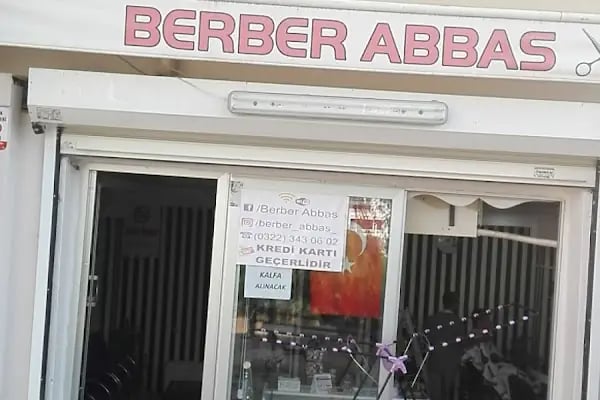 BERBER ABBAS
/Berber Abbas
/berber_abbas_
(0322) 343 06 02
KREDİ KARTI
GEÇERLİDİR
KALFA
ALINACAK